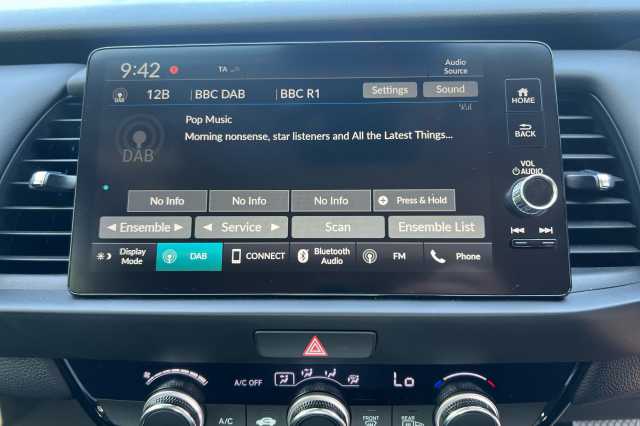 9:42 TA Audio Source
DAB 12B BBC DAB BBC R1 Settings Sound
Vol
HOME
Pop Music
Morning nonsense, star listeners and All the Latest Things...
DAB
BACK
VOL
AUDIO
No Info No Info No Info Press & Hold
Ensemble Service Scan Ensemble List
Display Mode DAB CONNECT Bluetooth Audio FM Phone
A/C OFF Lo
A/C FRONT REAR